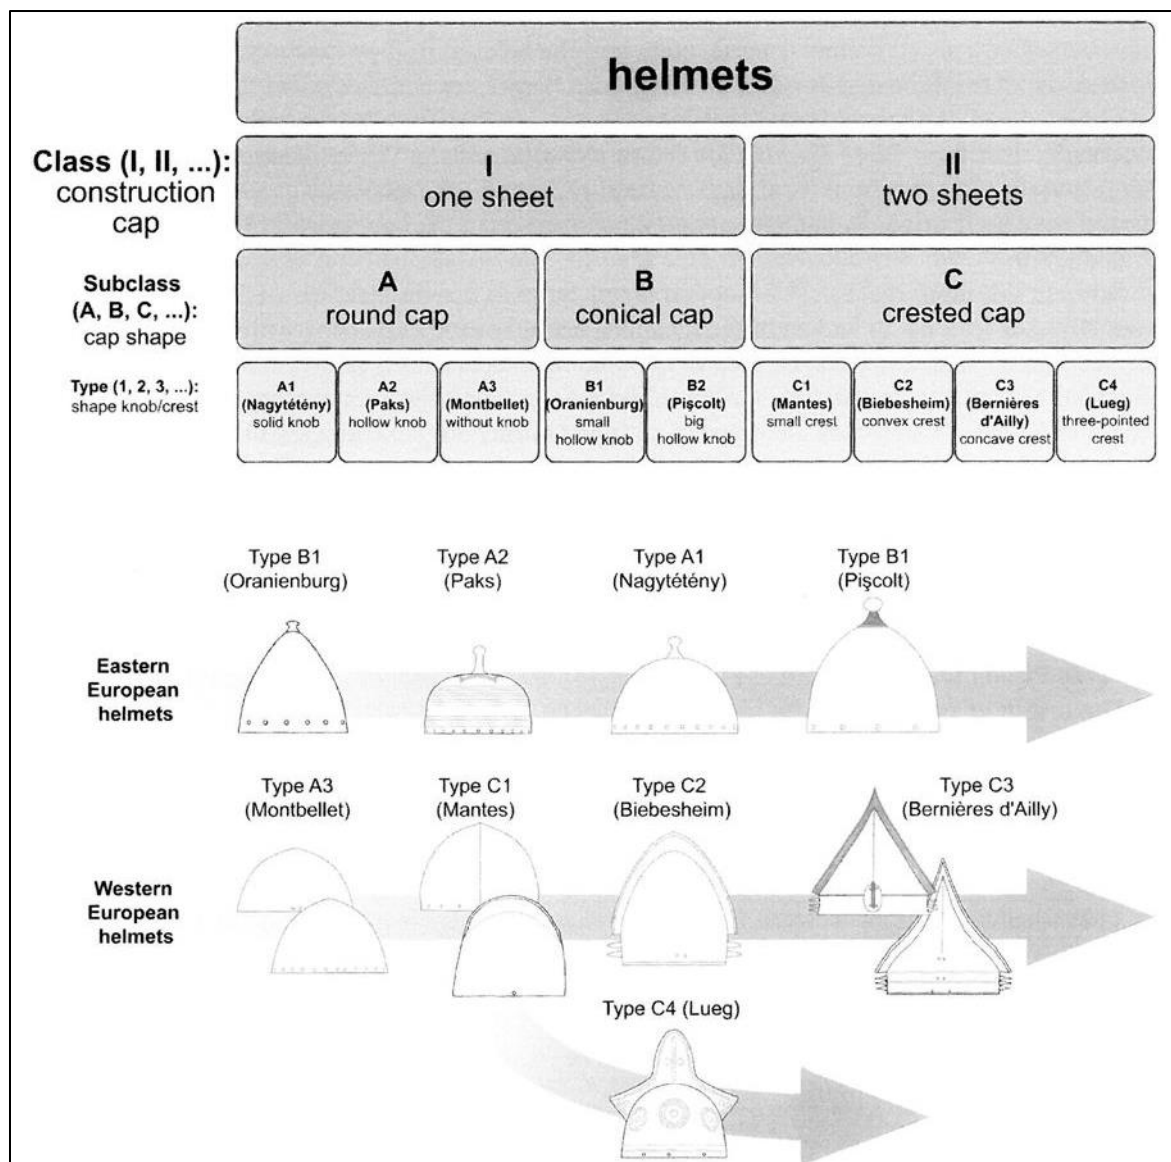 helmets
Class (I, II, ...):
construction
cap
I
one sheet
II
two sheets
Subclass
(A, B, C, ...):
cap shape
A
round cap
B
conical cap
C
crested cap
Type (1, 2, 3, ...):
shape knob/crest
A1
(Nagytétény)
solid knob
A2
(Paks)
hollow knob
A3
(Montbellet)
without knob
B1
(Oranienburg)
small
hollow knob
B2
(Pişcolt)
big
hollow knob
C1
(Mantes)
small crest
C2
(Biebesheim)
convex crest
C3
(Bernières
d'Ailly)
concave crest
C4
(Lueg)
three-pointed
crest
Type B1
(Oranienburg)
Type A2
(Paks)
Type A1
(Nagytétény)
Type B1
(Pişcolt)
Eastern
European
helmets
Type A3
(Montbellet)
Type C1
(Mantes)
Type C2
(Biebesheim)
Type C3
(Bernières d'Ailly)
Western
European
helmets
Type C4 (Lueg)